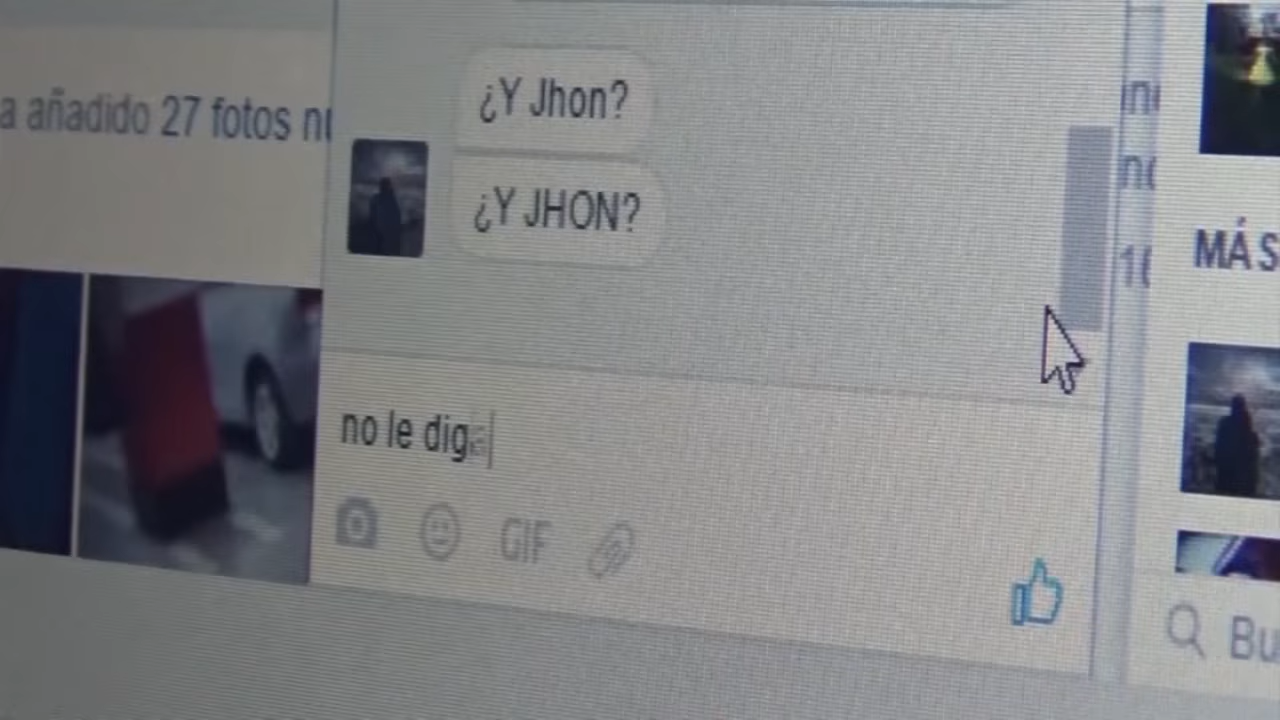 a añadido 27 fotos
¿Y Jhon?
¿Y JHON?
no le diga
GIF
MÁS
Bu